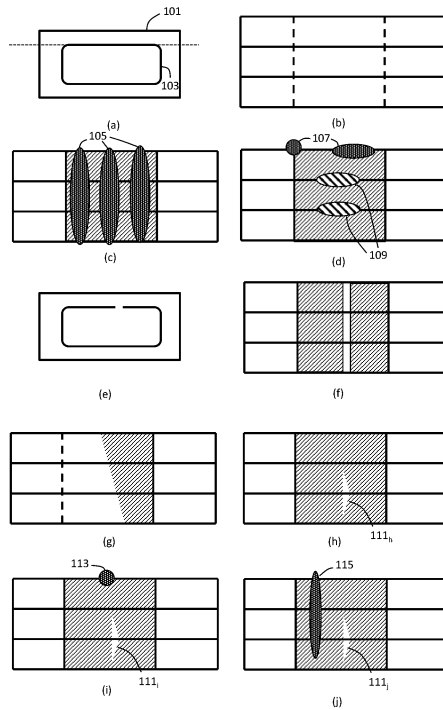 101
103
(a)
(b)
105
107
(c)
(d)
109
(e)
(f)
(g)
(h)
111h
113
115
111i
111j
(i)
(j)